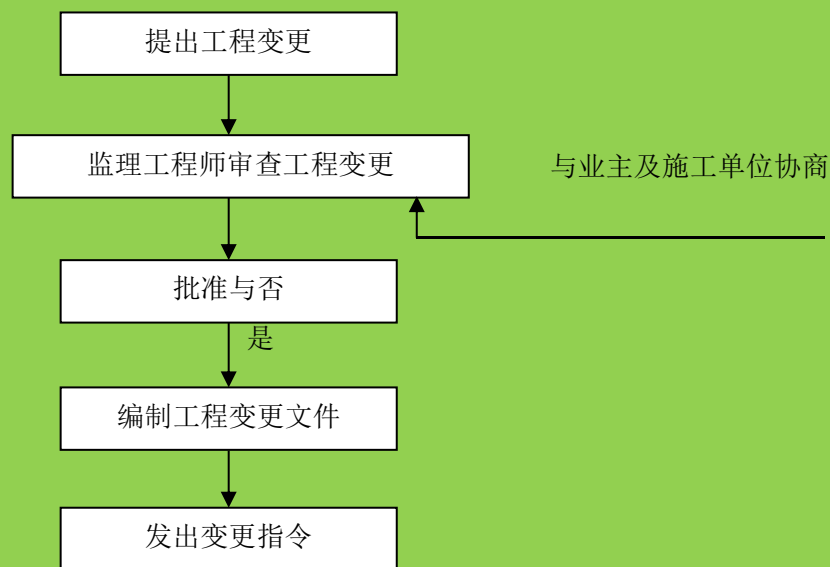 提出工程变更
监理工程师审查工程变更
与业主及施工单位协商
批准与否
是
编制工程变更文件
发出变更指令